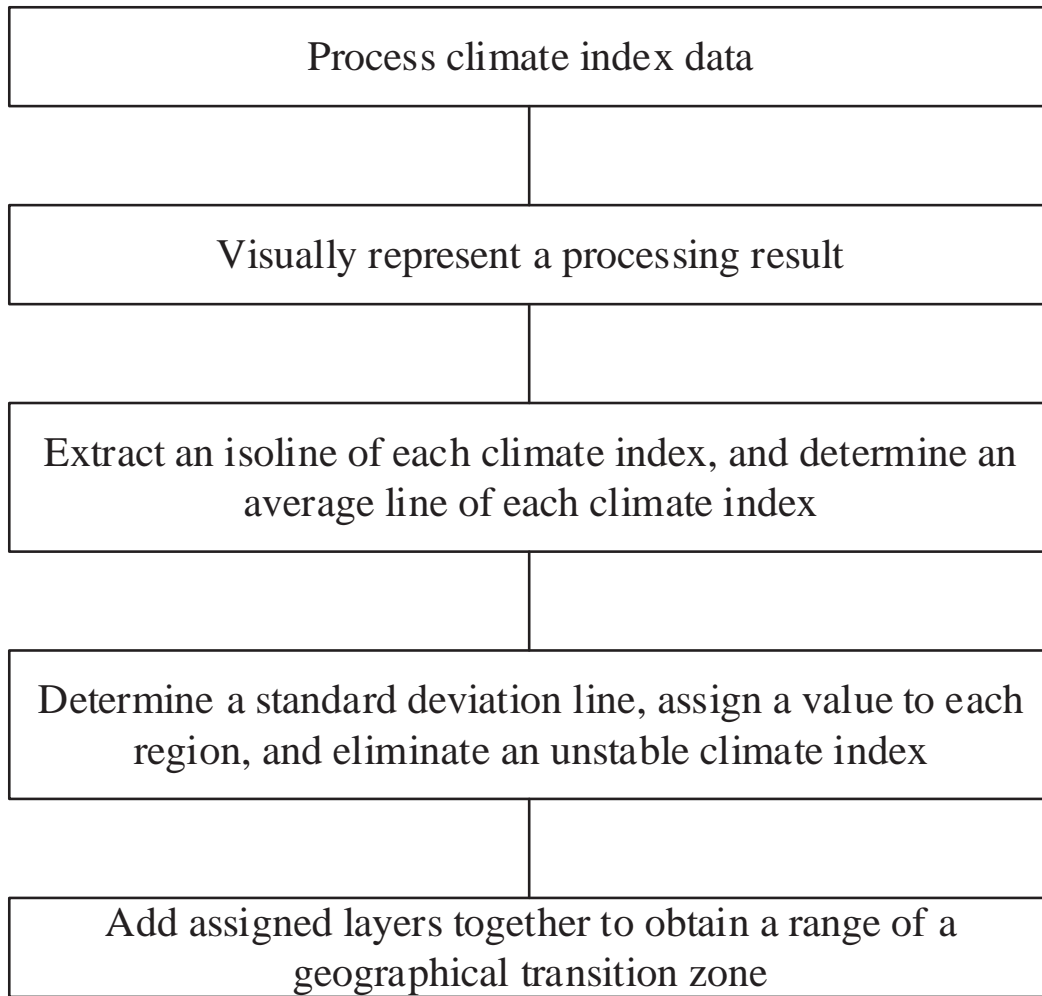 Process climate index data
Visually represent a processing result
Extract an isoline of each climate index, and determine an
average line of each climate index
Determine a standard deviation line, assign a value to each
region, and eliminate an unstable climate index
Add assigned layers together to obtain a range of a
geographical transition zone